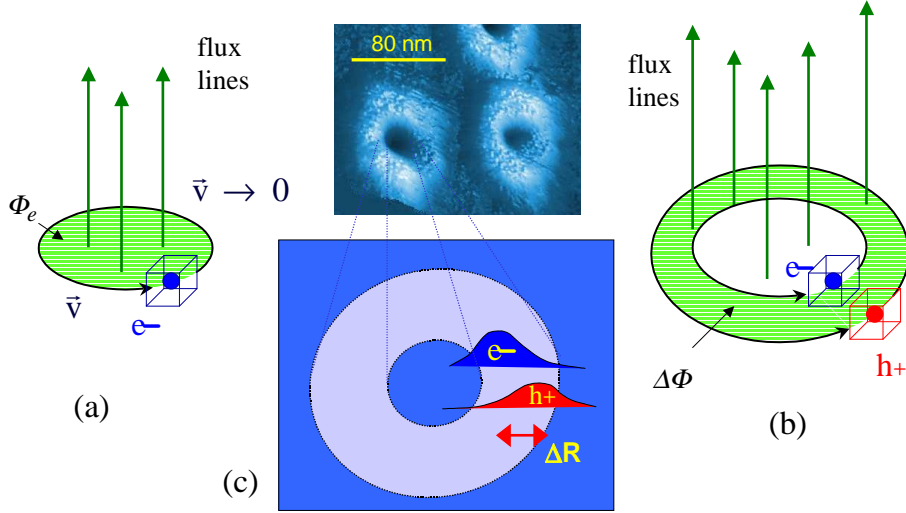 flux
lines
80 nm
flux
lines
v⃗ → 0
Φe
v⃗
e−
e−
h+
e−
h+
ΔΦ
ΔR
(a)
(b)
(c)